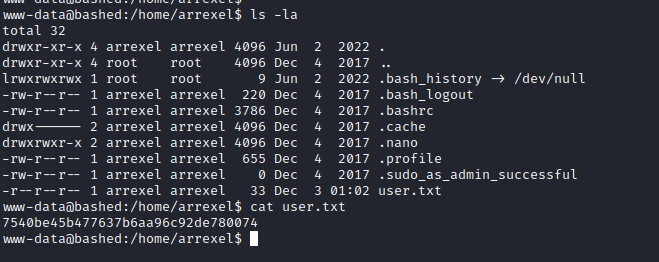 www-data@bashed:/home/arrexel$ ls -la
total 32
drwxr-xr-x 4 arrexel arrexel 4096 Jun  2  2022 .
drwxr-xr-x 4 root    root    4096 Dec  4  2017 ..
lrwxrwxrwx 1 root    root       9 Jun  2  2022 .bash_history -> /dev/null
-rw-r--r-- 1 arrexel arrexel  220 Dec  4  2017 .bash_logout
-rw-r--r-- 1 arrexel arrexel 3786 Dec  4  2017 .bashrc
drwx------ 2 arrexel arrexel 4096 Dec  4  2017 .cache
drwxrwxr-x 2 arrexel arrexel 4096 Dec  4  2017 .nano
-rw-r--r-- 1 arrexel arrexel  655 Dec  4  2017 .profile
-rw-r--r-- 1 arrexel arrexel    0 Dec  4  2017 .sudo_as_admin_successful
-r--r--r-- 1 arrexel arrexel   33 Dec  3 01:02 user.txt
www-data@bashed:/home/arrexel$ cat user.txt
7540be45b477637b6aa96c92de780074
www-data@bashed:/home/arrexel$